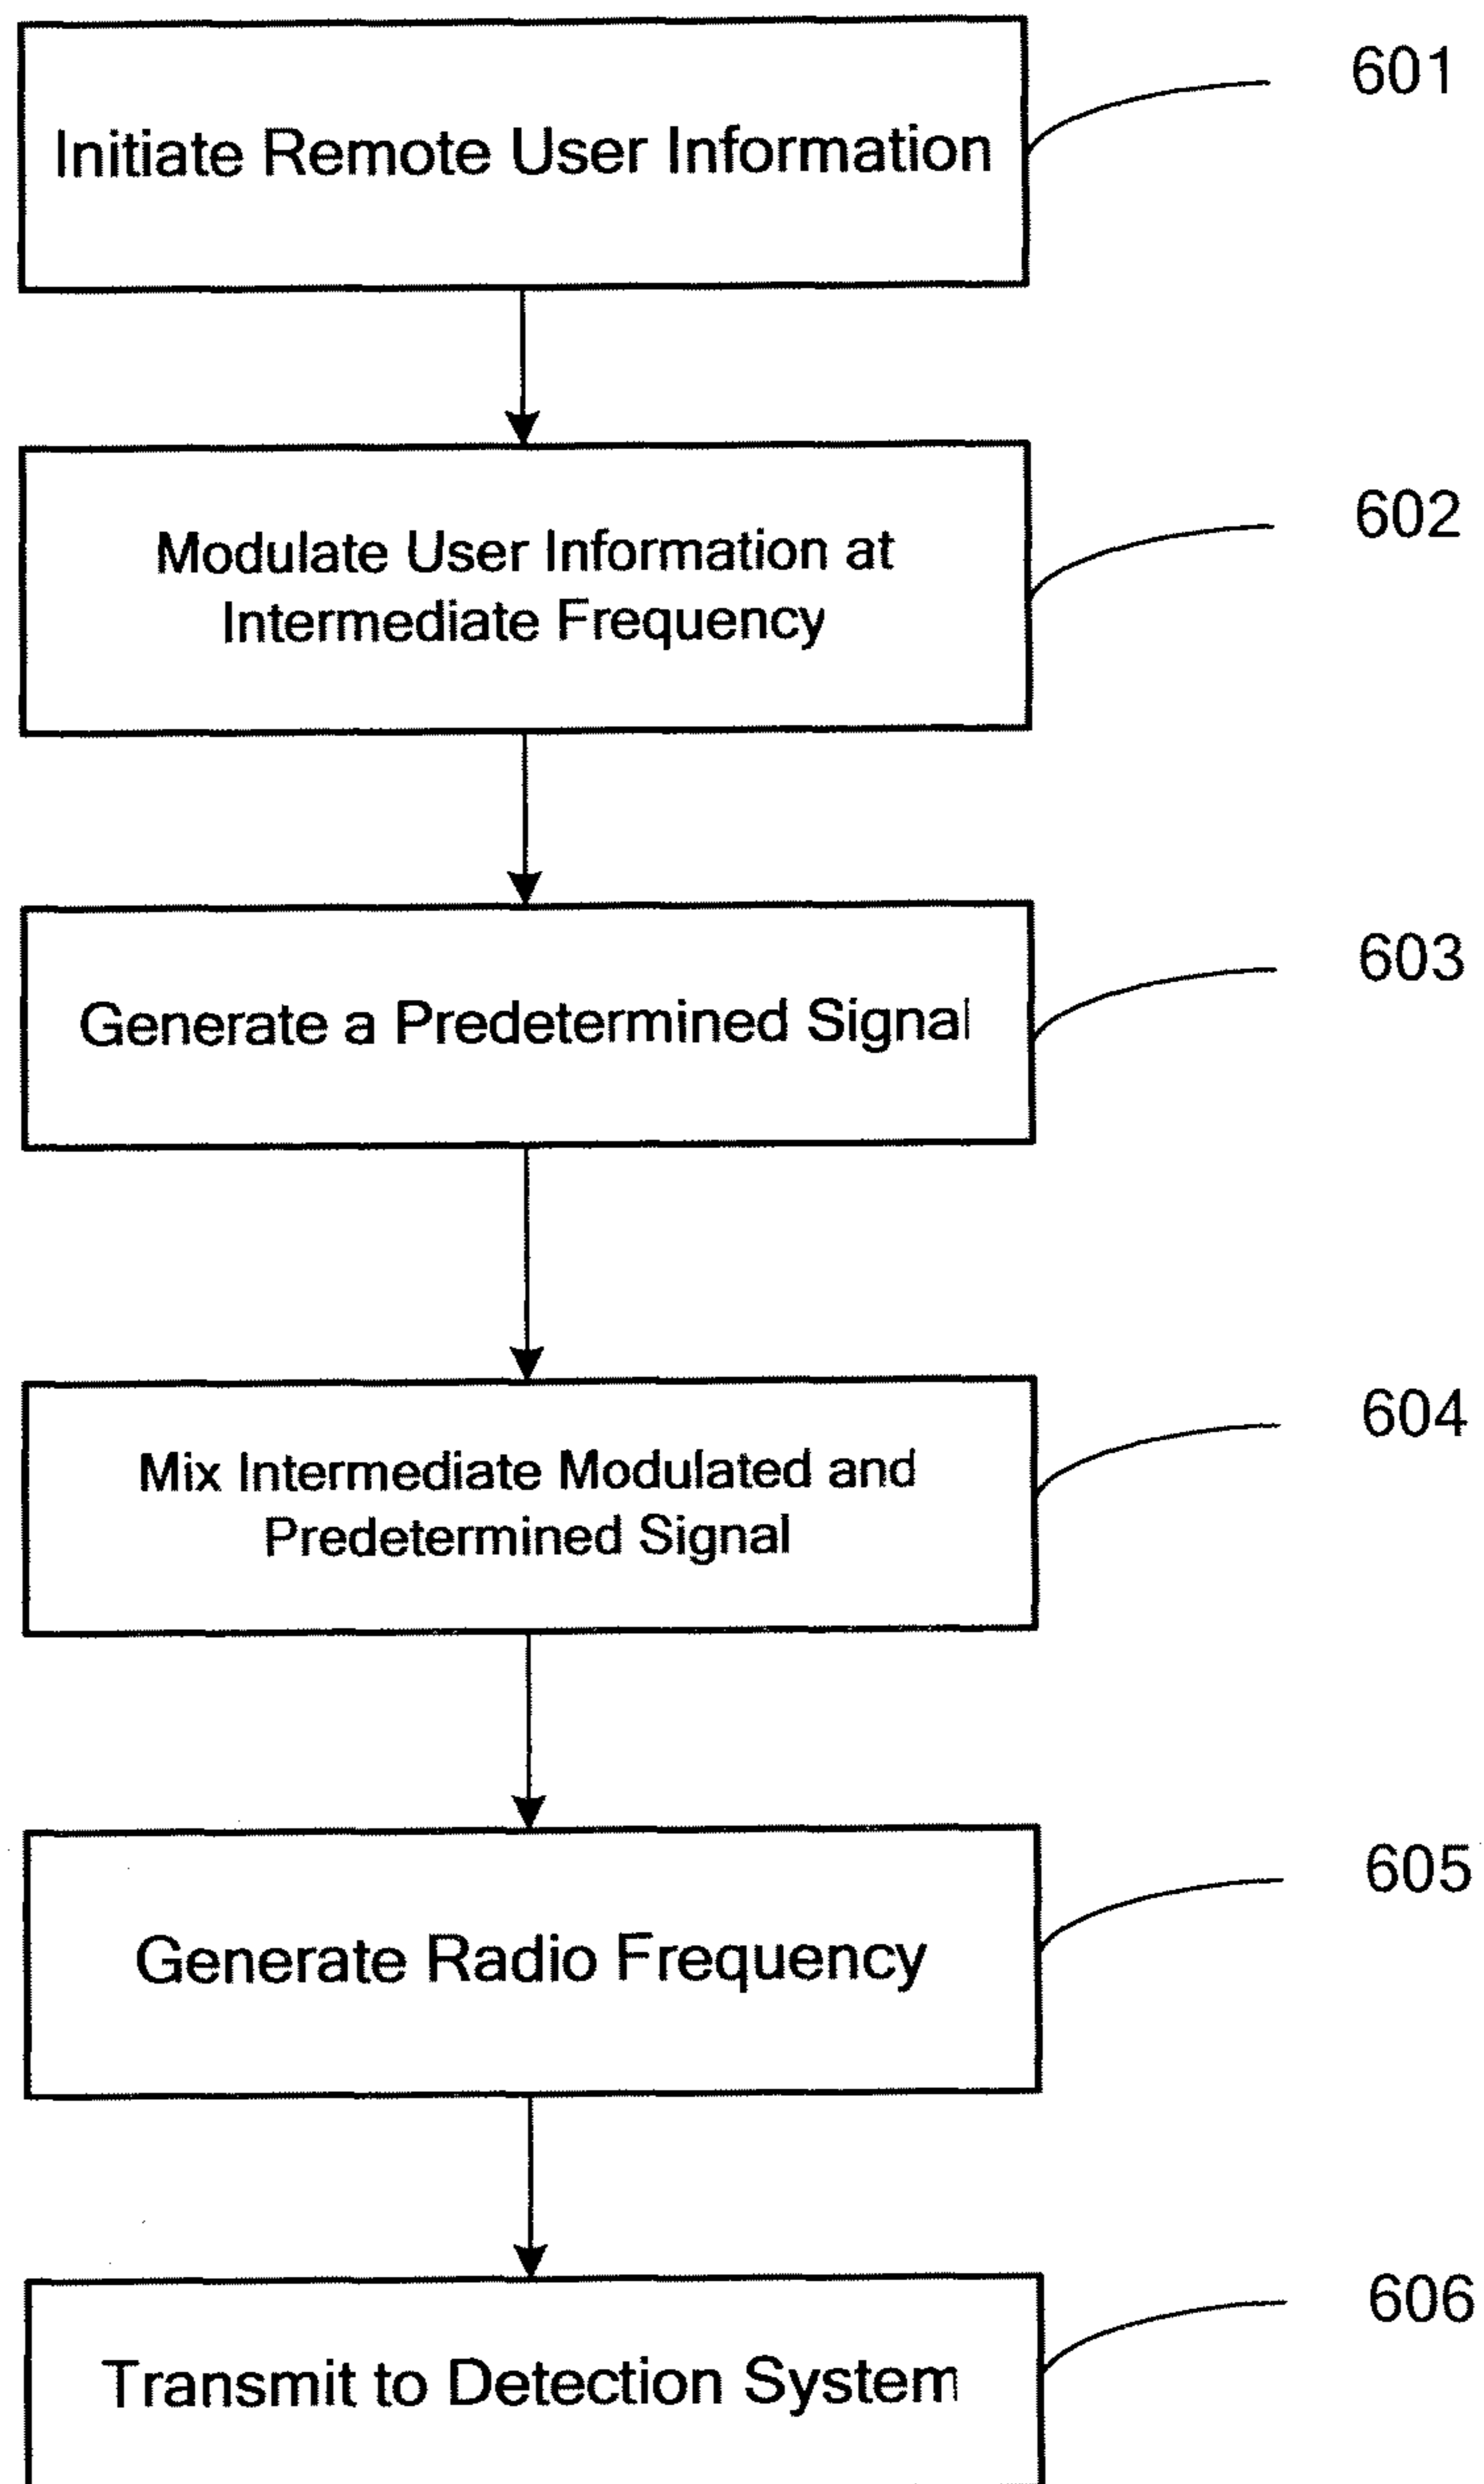 Initiate Remote User Information
601
Modulate User Information at
Intermediate Frequency
602
Generate a Predetermined Signal
603
Mix Intermediate Modulated and
Predetermined Signal
604
Generate Radio Frequency
605
Transmit to Detection System
606